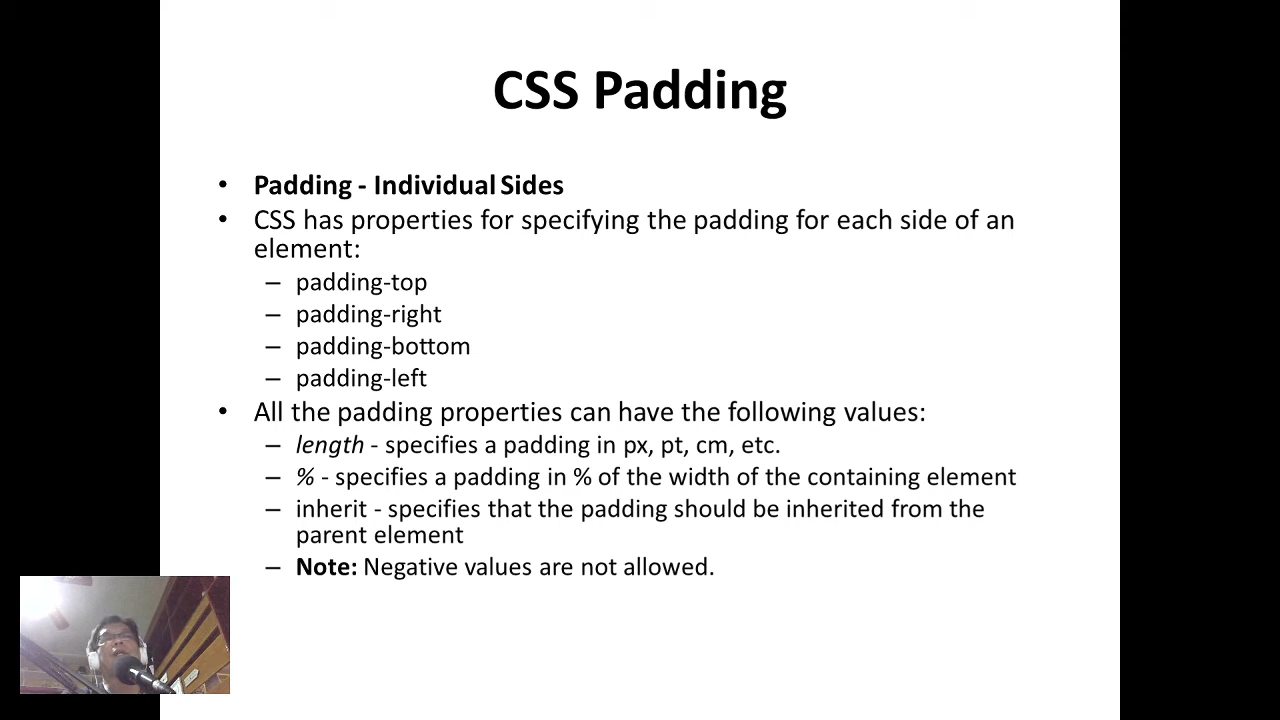 CSS Padding
• Padding - Individual Sides
• CSS has properties for specifying the padding for each side of an
element:
– padding-top
– padding-right
– padding-bottom
– padding-left
• All the padding properties can have the following values:
– length - specifies a padding in px, pt, cm, etc.
– % - specifies a padding in % of the width of the containing element
– inherit - specifies that the padding should be inherited from the
parent element
– Note: Negative values are not allowed.